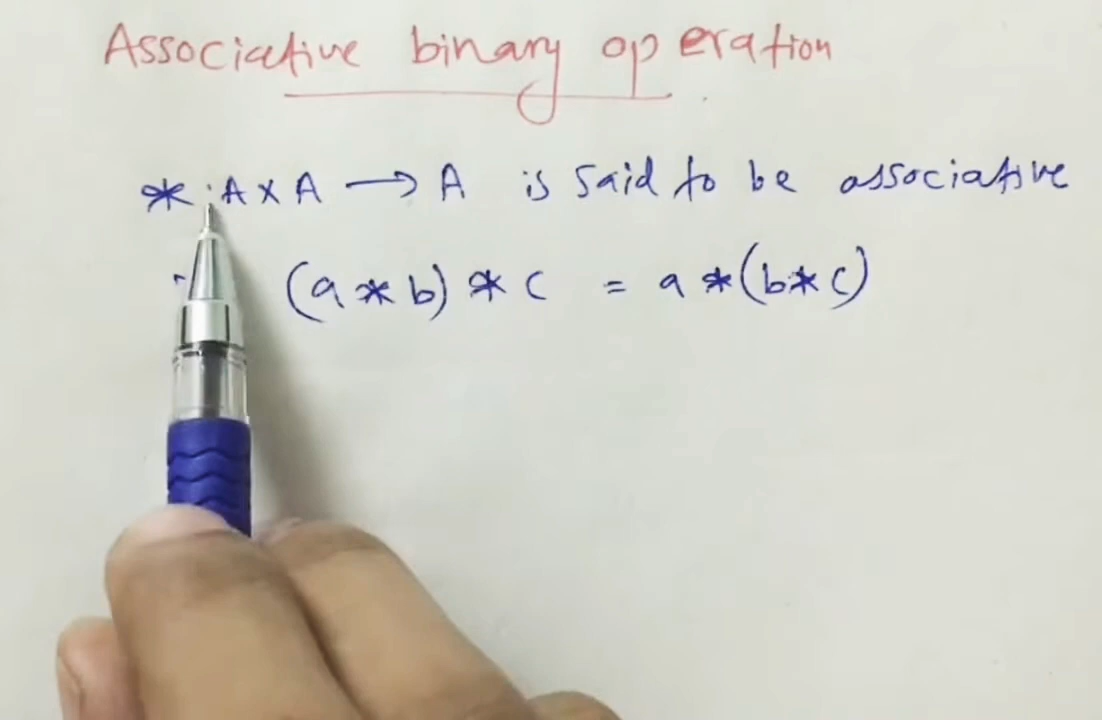 Associative binary operation
* : A × A → A is said to be associative
(a * b) * c = a * (b * c)